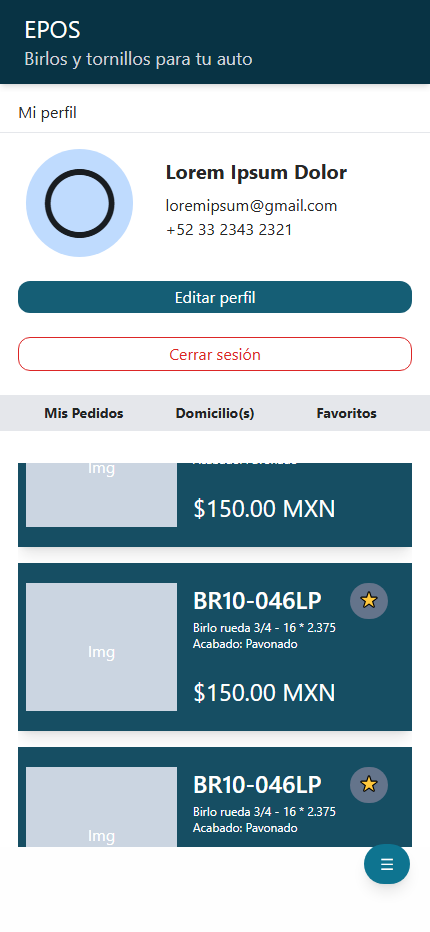 EPOS
Birlos y tornillos para tu auto
Mi perfil
Lorem Ipsum Dolor
loremipsum@gmail.com
+52 33 2343 2321
Editar perfil
Cerrar sesión
Mis Pedidos Domicilio(s) Favoritos
Img
$150.00 MXN
BR10-046LP
Birlo rueda 3/4 - 16 * 2.375
Acabado: Pavonado
Img
$150.00 MXN
BR10-046LP
Birlo rueda 3/4 - 16 * 2.375
Acabado: Pavonado
Img